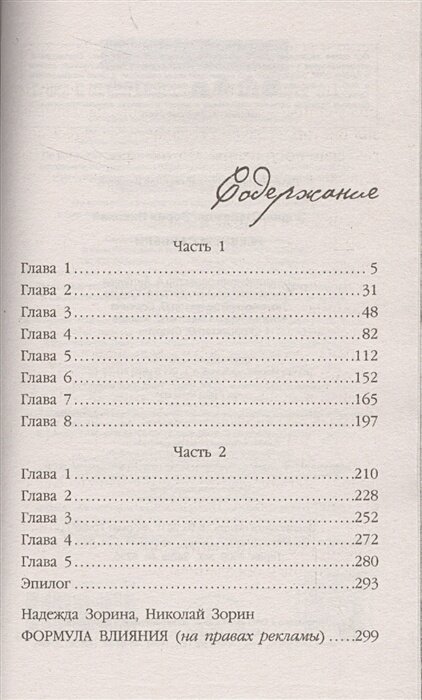 Содержание
Часть 1
Глава 1..........................................................5
Глава 2........................................................31
Глава 3........................................................48
Глава 4........................................................82
Глава 5......................................................112
Глава 6......................................................152
Глава 7......................................................165
Глава 8......................................................197
Часть 2
Глава 1......................................................210
Глава 2......................................................228
Глава 3......................................................252
Глава 4......................................................272
Глава 5......................................................280
Эпилог......................................................293
Надежда Зорина, Николай Зорин
ФОРМУЛА ВЛИЯНИЯ (на правах рекламы).....299